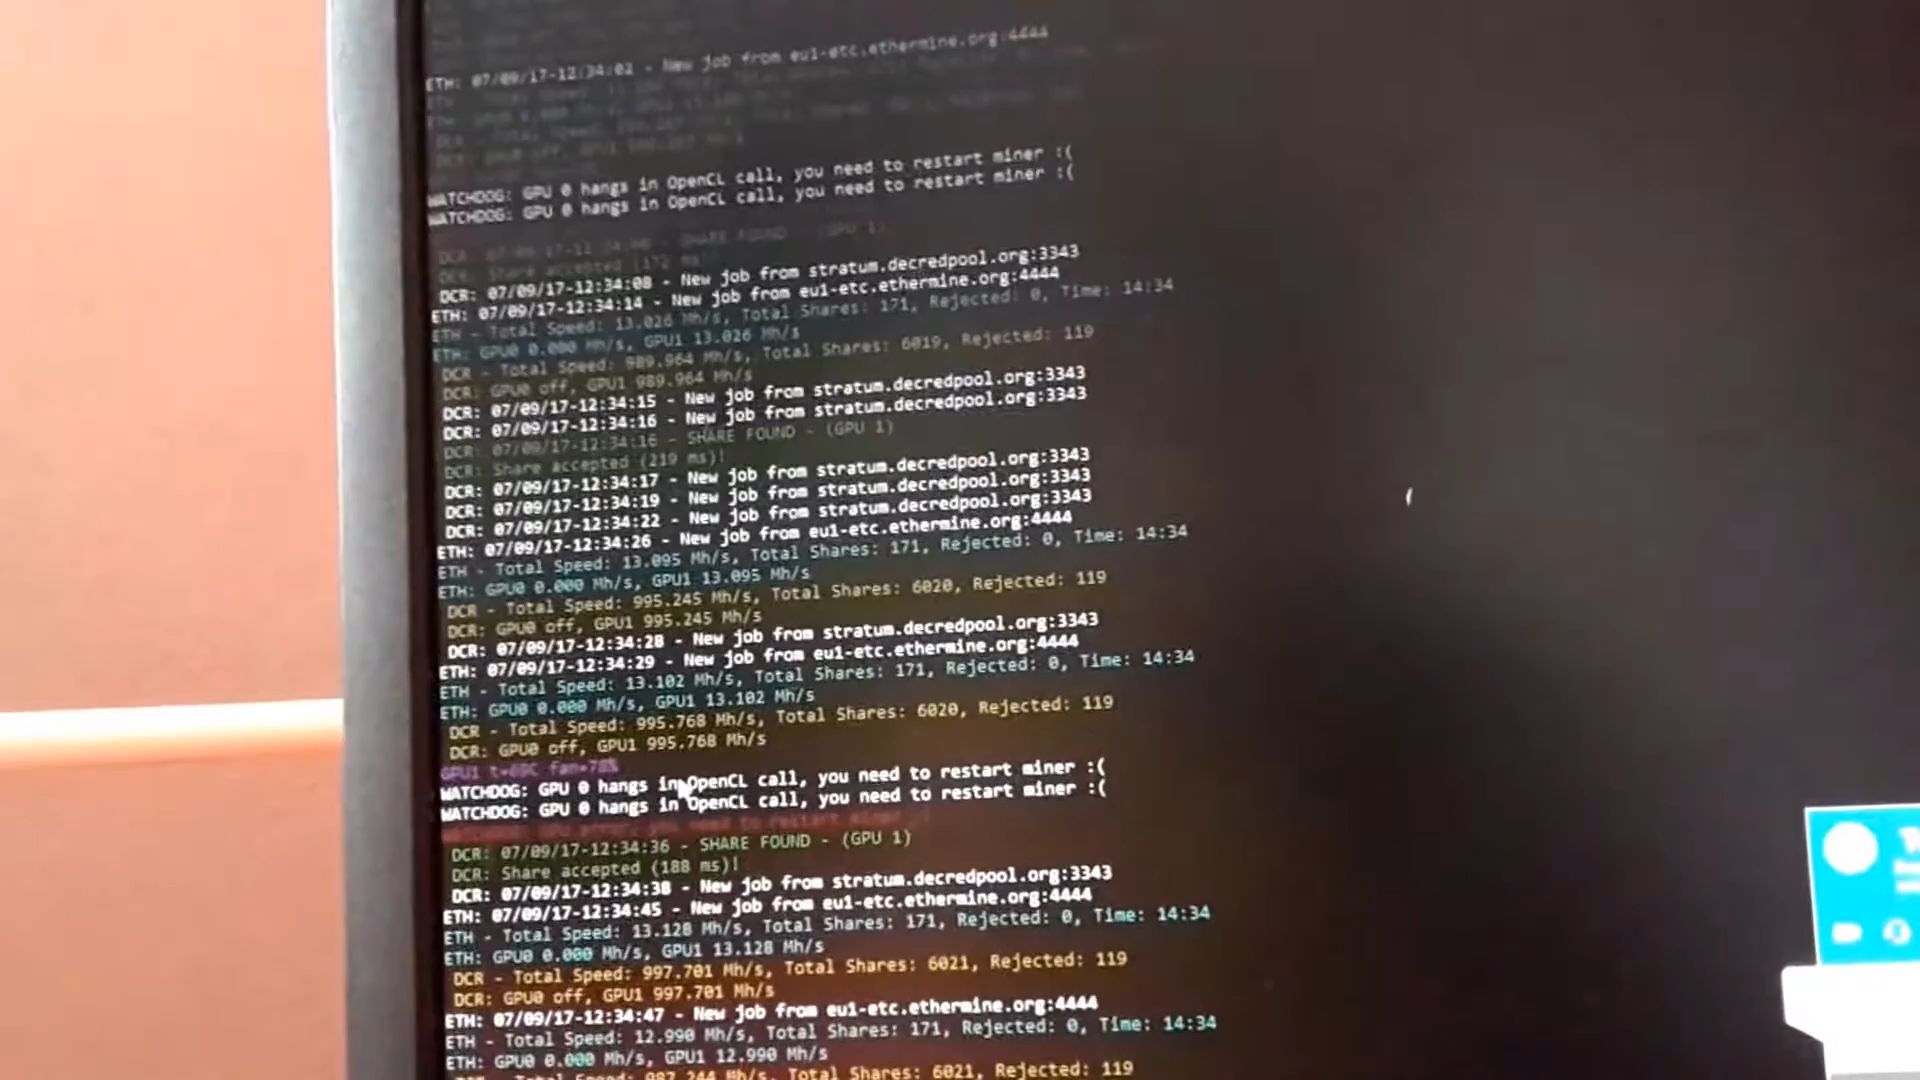 ETH: 07/09/17-12:34:02 - New job from eu1-etc.ethermine.org:4444
WATCHDOG: GPU 0 hangs in OpenCL call, you need to restart miner :(
WATCHDOG: GPU 0 hangs in OpenCL call, you need to restart miner :(
SHARE FOUND - (GPU 1)
DCR: Share accepted (172 ms)!
DCR: 07/09/17-12:34:08 - New job from stratum.decredpool.org:3343
ETH: 07/09/17-12:34:14 - New job from eu1-etc.ethermine.org:4444
ETH - Total Speed: 13.026 Mh/s, Total Shares: 171, Rejected: 0, Time: 14:34
ETH: GPU0 0.000 Mh/s, GPU1 13.026 Mh/s
DCR - Total Speed: 989.964 Mh/s, Total Shares: 6019, Rejected: 119
DCR: GPU0 off, GPU1 989.964 Mh/s
DCR: 07/09/17-12:34:15 - New job from stratum.decredpool.org:3343
DCR: 07/09/17-12:34:16 - New job from stratum.decredpool.org:3343
DCR: 07/09/17-12:34:16 - SHARE FOUND - (GPU 1)
DCR: Share accepted (219 ms)!
DCR: 07/09/17-12:34:17 - New job from stratum.decredpool.org:3343
DCR: 07/09/17-12:34:19 - New job from stratum.decredpool.org:3343
DCR: 07/09/17-12:34:22 - New job from stratum.decredpool.org:3343
ETH: 07/09/17-12:34:26 - New job from eu1-etc.ethermine.org:4444
ETH - Total Speed: 13.095 Mh/s, Total Shares: 171, Rejected: 0, Time: 14:34
ETH: GPU0 0.000 Mh/s, GPU1 13.095 Mh/s
DCR - Total Speed: 995.245 Mh/s, Total Shares: 6020, Rejected: 119
DCR: GPU0 off, GPU1 995.245 Mh/s
DCR: 07/09/17-12:34:28 - New job from stratum.decredpool.org:3343
ETH: 07/09/17-12:34:29 - New job from eu1-etc.ethermine.org:4444
ETH - Total Speed: 13.102 Mh/s, Total Shares: 171, Rejected: 0, Time: 14:34
ETH: GPU0 0.000 Mh/s, GPU1 13.102 Mh/s
DCR - Total Speed: 995.768 Mh/s, Total Shares: 6020, Rejected: 119
DCR: GPU0 off, GPU1 995.768 Mh/s
GPU1 t=69C fan=78%
WATCHDOG: GPU 0 hangs in OpenCL call, you need to restart miner :(
WATCHDOG: GPU 0 hangs in OpenCL call, you need to restart miner :(
DCR: 07/09/17-12:34:36 - SHARE FOUND - (GPU 1)
DCR: Share accepted (188 ms)!
DCR: 07/09/17-12:34:38 - New job from stratum.decredpool.org:3343
ETH: 07/09/17-12:34:45 - New job from eu1-etc.ethermine.org:4444
ETH - Total Speed: 13.128 Mh/s, Total Shares: 171, Rejected: 0, Time: 14:34
ETH: GPU0 0.000 Mh/s, GPU1 13.128 Mh/s
DCR - Total Speed: 997.701 Mh/s, Total Shares: 6021, Rejected: 119
DCR: GPU0 off, GPU1 997.701 Mh/s
ETH: 07/09/17-12:34:47 - New job from eu1-etc.ethermine.org:4444
ETH - Total Speed: 12.990 Mh/s, Total Shares: 171, Rejected: 0, Time: 14:34
ETH: GPU0 0.000 Mh/s, GPU1 12.990 Mh/s
987.244 Mh/s, Total Shares: 6021, Rejected: 119